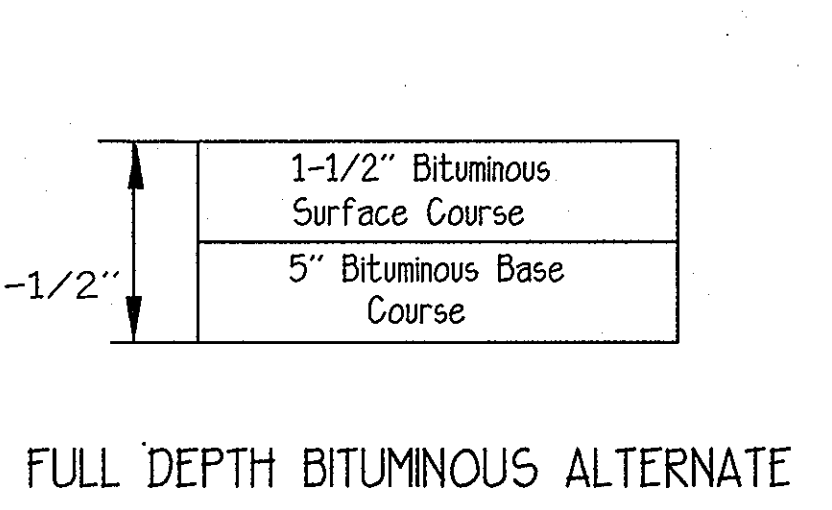 1-1/2" Bituminous
Surface Course
-1/2"
5" Bituminous Base
Course
FULL DEPTH BITUMINOUS ALTERNATE